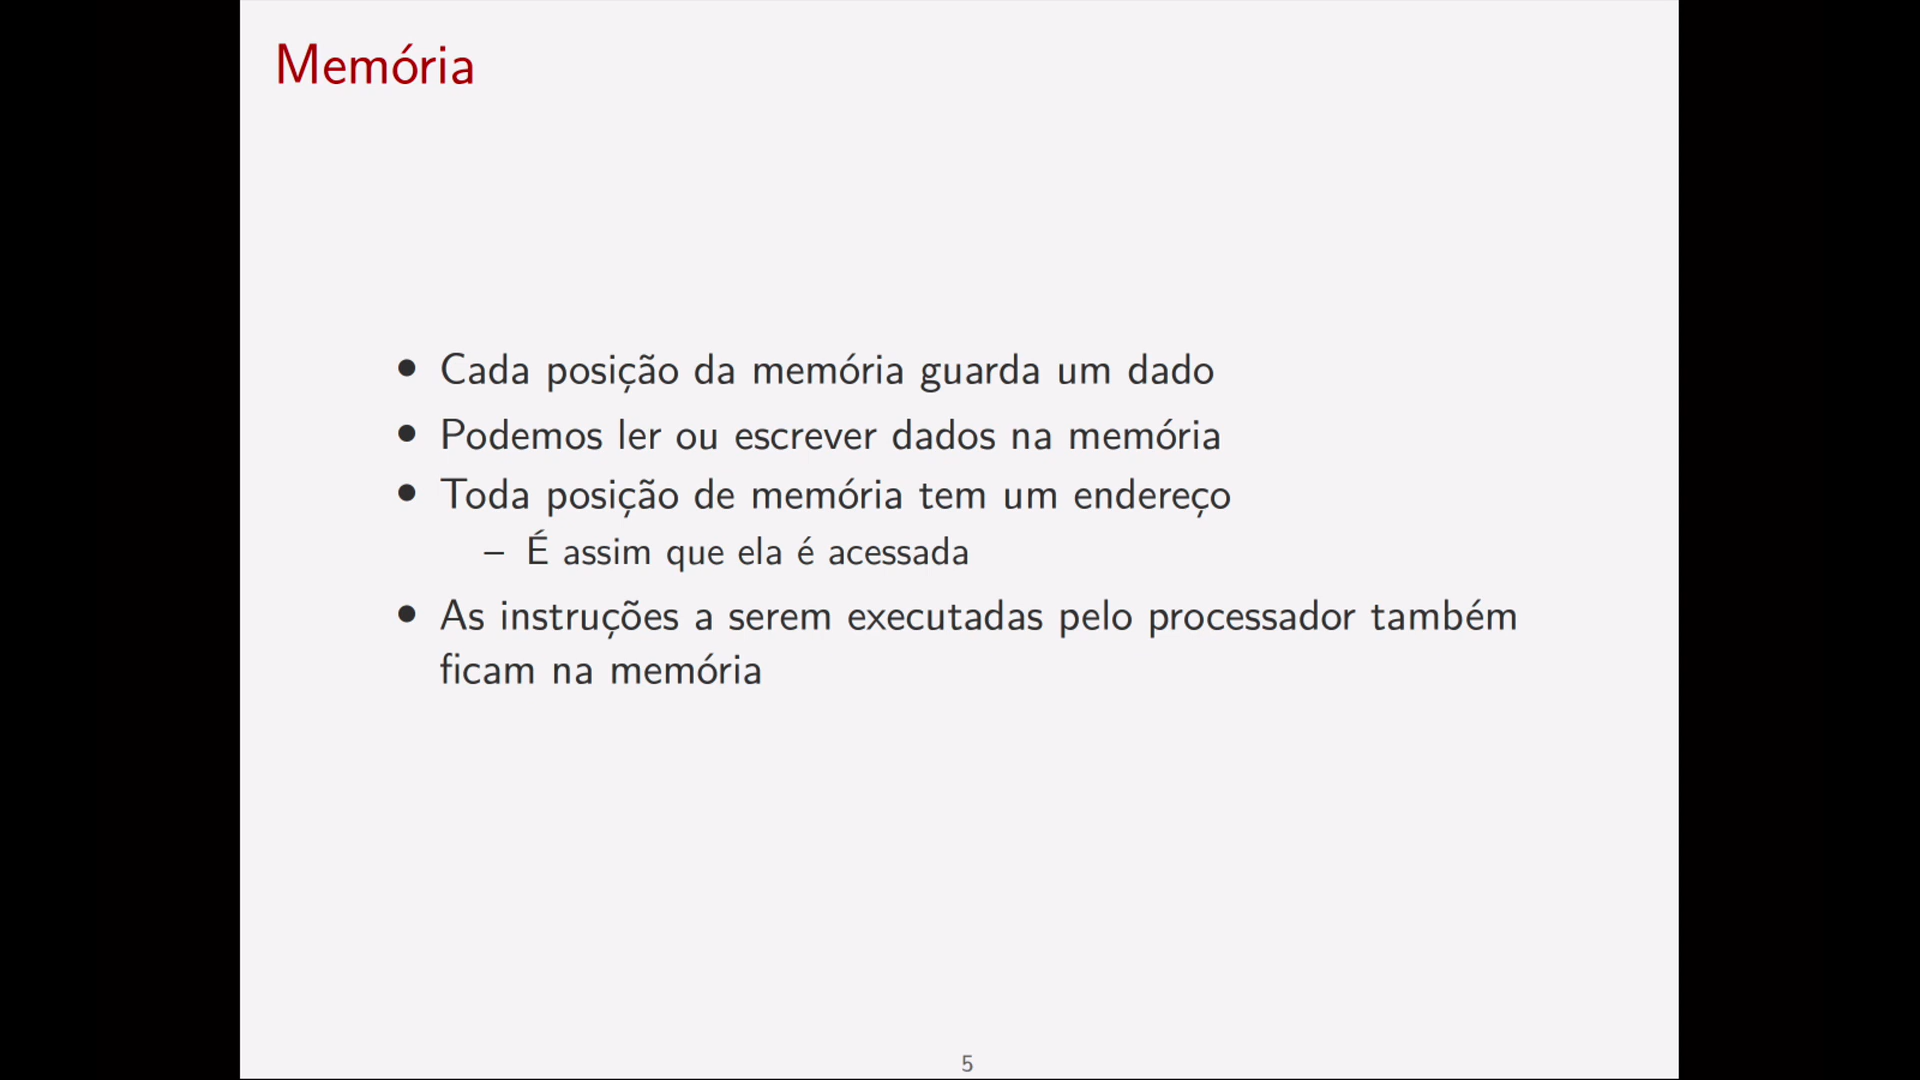 Memória
• Cada posição da memória guarda um dado
• Podemos ler ou escrever dados na memória
• Toda posição de memória tem um endereço
– É assim que ela é acessada
• As instruções a serem executadas pelo processador também
ficam na memória
5